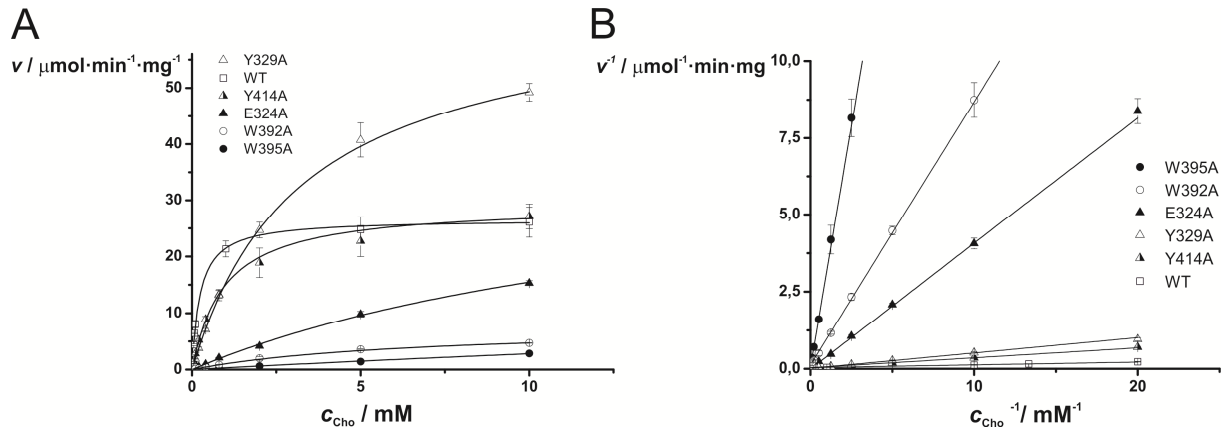 A
v / μmol·min-1·mg-1
Y329A
WT
Y414A
E324A
W392A
W395A
50
40
30
20
10
0
0
5
10
cCho / mM
B
v-1 / μmol-1·min·mg
10,0
7,5
5,0
2,5
0,0
0
10
20
W395A
W392A
E324A
Y329A
Y414A
WT
cCho-1 / mM-1